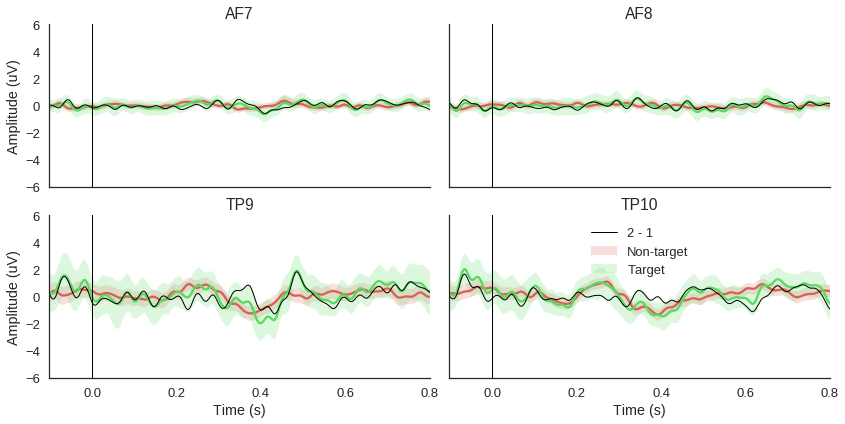 AF7
AF8
6
4
2
0
−2
−4
−6
Amplitude (uV)
TP9
TP10
6
4
2
0
−2
−4
−6
Amplitude (uV)
2 - 1
Non-target
Target
0.0 0.2 0.4 0.6 0.8
0.0 0.2 0.4 0.6 0.8
Time (s)
Time (s)